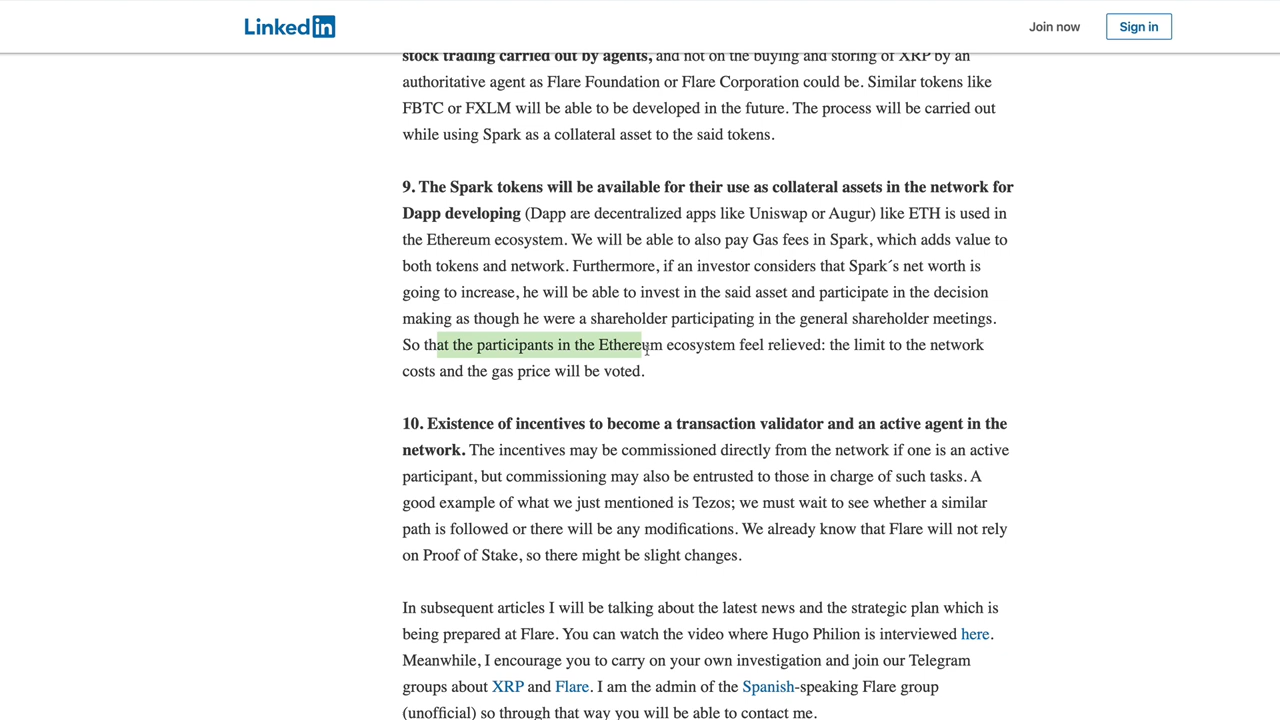 LinkedIn
Join now
Sign in
stock trading carried out by agents, and not on the buying and storing of XRP by an
authoritative agent as Flare Foundation or Flare Corporation could be. Similar tokens like
FBTC or FXLM will be able to be developed in the future. The process will be carried out
while using Spark as a collateral asset to the said tokens.
9. The Spark tokens will be available for their use as collateral assets in the network for
Dapp developing (Dapp are decentralized apps like Uniswap or Augur) like ETH is used in
the Ethereum ecosystem. We will be able to also pay Gas fees in Spark, which adds value to
both tokens and network. Furthermore, if an investor considers that Spark´s net worth is
going to increase, he will be able to invest in the said asset and participate in the decision
making as though he were a shareholder participating in the general shareholder meetings.
So that the participants in the Ethereum ecosystem feel relieved: the limit to the network
costs and the gas price will be voted.
10. Existence of incentives to become a transaction validator and an active agent in the
network. The incentives may be commissioned directly from the network if one is an active
participant, but commissioning may also be entrusted to those in charge of such tasks. A
good example of what we just mentioned is Tezos; we must wait to see whether a similar
path is followed or there will be any modifications. We already know that Flare will not rely
on Proof of Stake, so there might be slight changes.
In subsequent articles I will be talking about the latest news and the strategic plan which is
being prepared at Flare. You can watch the video where Hugo Philion is interviewed here.
Meanwhile, I encourage you to carry on your own investigation and join our Telegram
groups about XRP and Flare. I am the admin of the Spanish-speaking Flare group
(unofficial) so through that way you will be able to contact me.